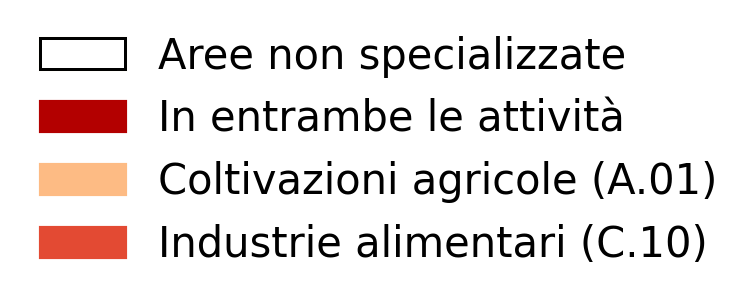 Aree non specializzate
In entrambe le attività
Coltivazioni agricole (A.01)
Industrie alimentari (C.10)